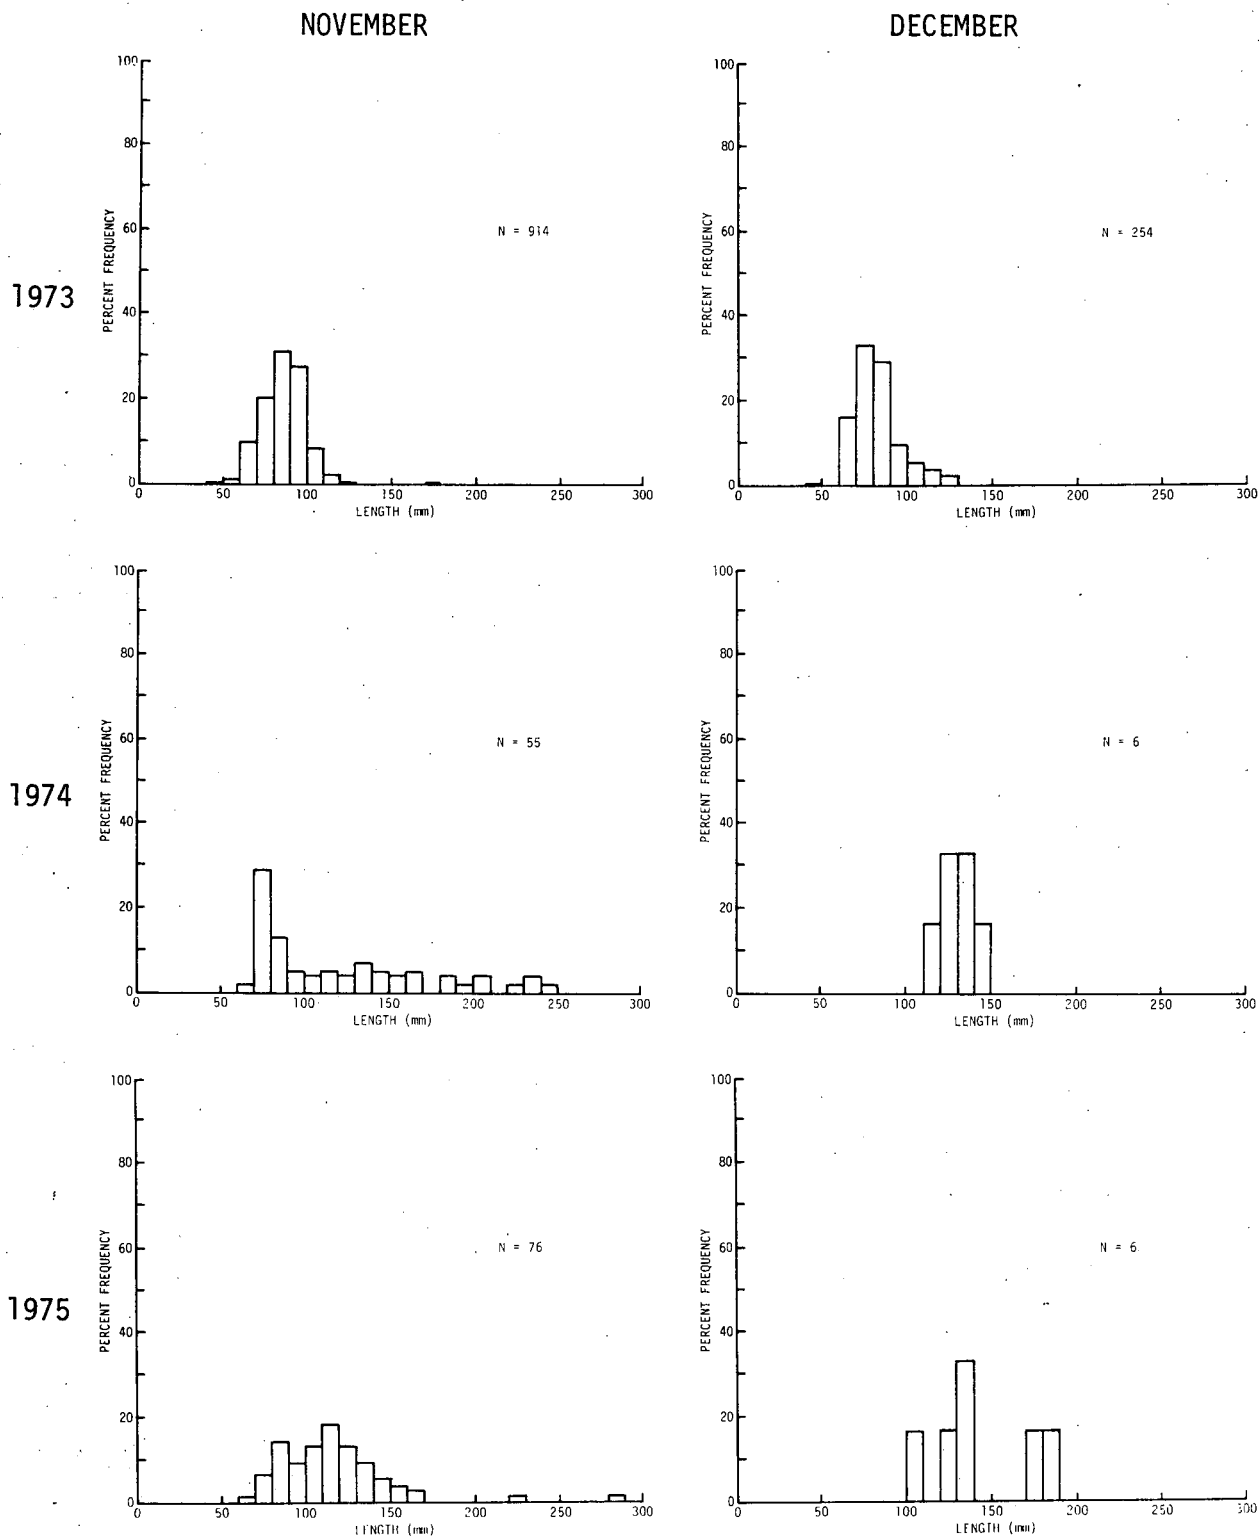 NOVEMBER
DECEMBER
1973
PERCENT FREQUENCY
100
80
60
40
20
0
N = 914
0 50 100 150 200 250 300
LENGTH (mm)
PERCENT FREQUENCY
100
80
60
40
20
0
N = 254
0 50 100 150 200 250 300
LENGTH (mm)
1974
PERCENT FREQUENCY
100
80
60
40
20
0
N = 55
0 50 100 150 200 250 300
LENGTH (mm)
PERCENT FREQUENCY
100
80
60
40
20
0
N = 6
0 50 100 150 200 250 300
LENGTH (mm)
1975
PERCENT FREQUENCY
100
80
60
40
20
0
N = 76
0 50 100 150 200 250 300
LENGTH (mm)
PERCENT FREQUENCY
100
80
60
40
20
0
N = 6
0 50 100 150 200 250 300
LENGTH (mm)